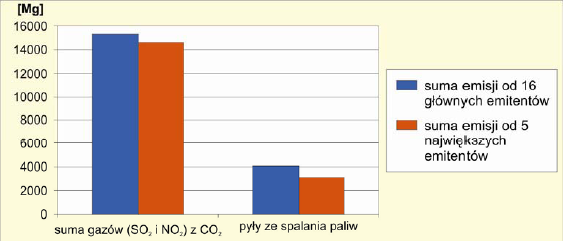 [Mg]
16000
14000
12000
10000
8000
6000
4000
2000
0
suma gazów (SO₂ i NO₂) z CO₂
pyły ze spalania paliw
suma emisji od 16
głównych emitentów
suma emisji od 5
największych
emitentów